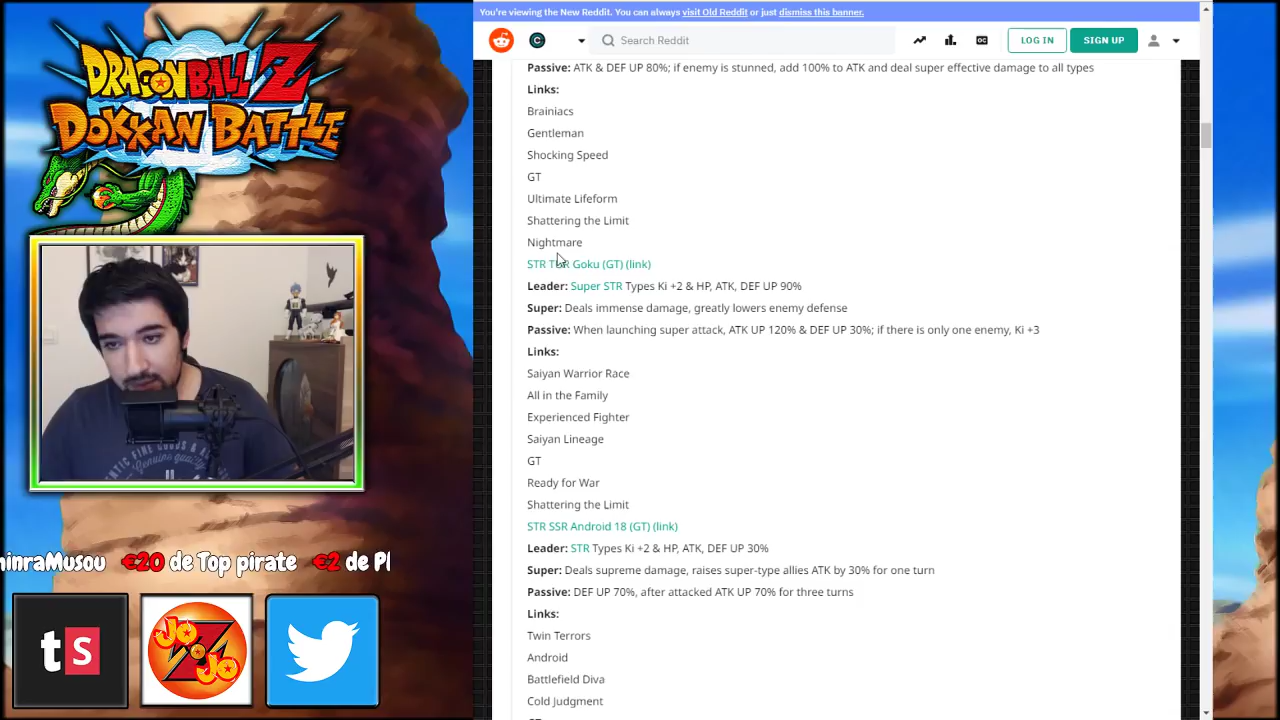 DRAGONBALL Z
DOKKAN BATTLE
You're viewing the New Reddit. You can always visit Old Reddit or just dismiss this banner.
Search Reddit
LOG IN
SIGN UP
Passive: ATK & DEF UP 80%; if enemy is stunned, add 100% to ATK and deal super effective damage to all types
Links:
Brainiacs
Gentleman
Shocking Speed
GT
Ultimate Lifeform
Shattering the Limit
Nightmare
STR Goku (GT) (link)
Leader: Super STR Types Ki +2 & HP, ATK, DEF UP 90%
Super: Deals immense damage, greatly lowers enemy defense
Passive: When launching super attack, ATK UP 120% & DEF UP 30%; if there is only one enemy, Ki +3
Links:
Saiyan Warrior Race
All in the Family
Experienced Fighter
Saiyan Lineage
GT
Ready for War
Shattering the Limit
STR SSR Android 18 (GT) (link)
Leader: STR Types Ki +2 & HP, ATK, DEF UP 30%
Super: Deals supreme damage, raises super-type allies ATK by 30% for one turn
Passive: DEF UP 70%, after attacked ATK UP 70% for three turns
Links:
Twin Terrors
Android
Battlefield Diva
Cold Judgment
hinraMusou €20 de Top pirate €2 de
ts
JO Z JO